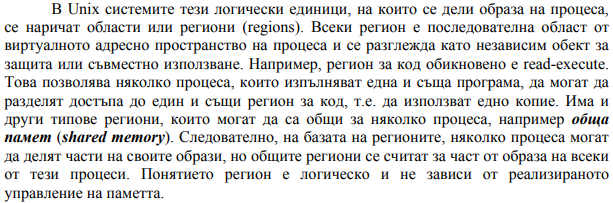 В Unix системите тези логически единици, на които се дели образа на процеса,
се наричат области или региони (regions). Всеки регион е последователна област от
виртуалното адресно пространство на процеса и се разглежда като независим обект за
защита или съвместно използване. Например, регион за код обикновено е read-execute.
Това позволява няколко процеса, които изпълняват една и съща програма, да могат да
разделят достъпа до един и същи регион за код, т.е. да използват едно копие. Има и
други типове региони, които могат да са общи за няколко процеса, например обща
памет (shared memory). Следователно, на базата на регионите, няколко процеса могат
да делят части на своите образи, но общите региони се считат за част от образа на всеки
от тези процеси. Понятието регион е логическо и не зависи от реализираното
управление на паметта.